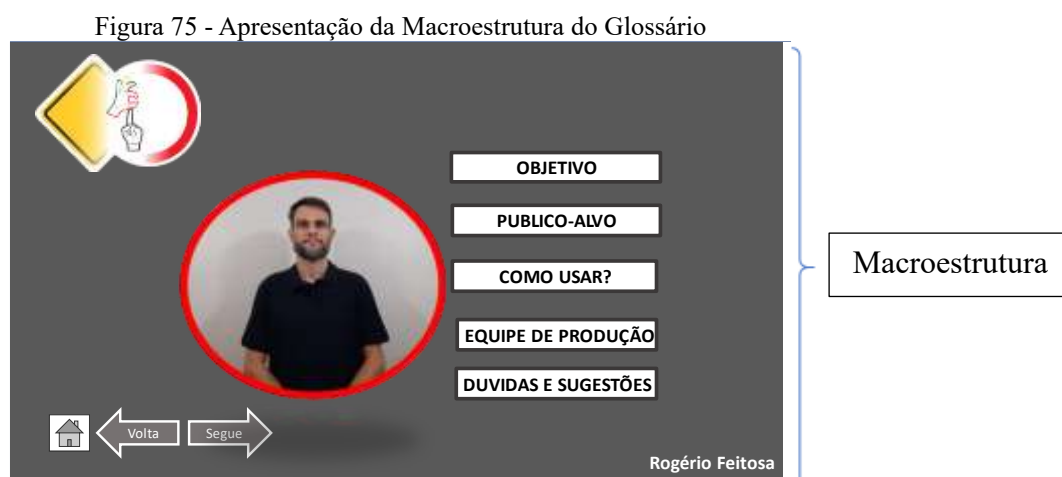 Figura 75 - Apresentação da Macroestrutura do Glossário
OBJETIVO
PUBLICO-ALVO
COMO USAR?
EQUIPE DE PRODUÇÃO
DUVIDAS E SUGESTÕES
Macroestrutura
Volta
Segue
Rogério Feitosa